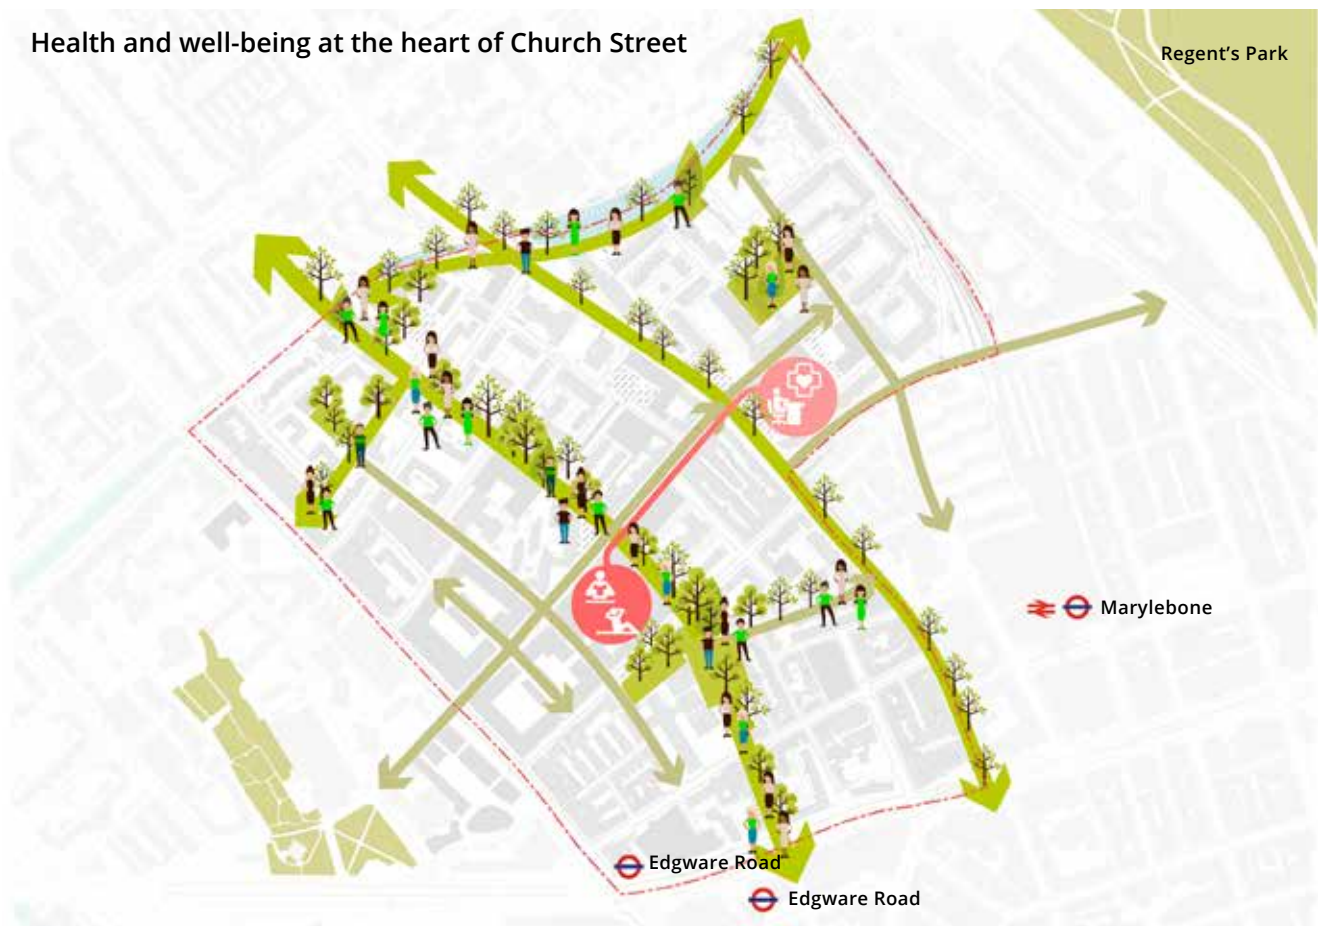 Health and well-being at the heart of Church Street
Regent’s Park
Marylebone
Edgware Road
Edgware Road